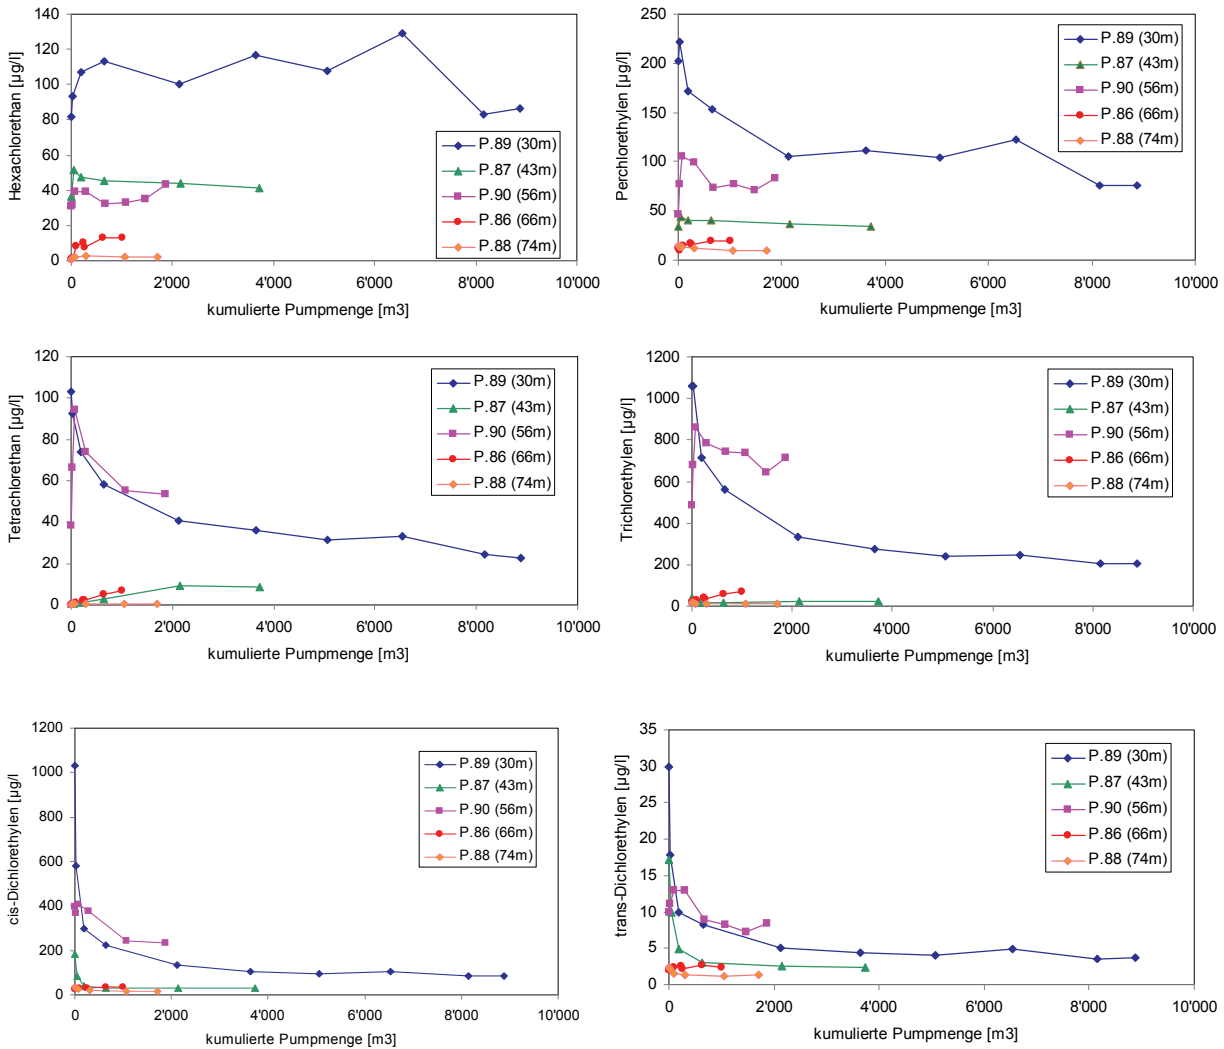 Hexachlorethan [µg/l]
140
120
100
80
60
40
20
0
0
2'000
4'000
6'000
8'000
10'000
kumulierte Pumpmenge [m3]
P.89 (30m)
P.87 (43m)
P.90 (56m)
P.86 (66m)
P.88 (74m)
Perchlorethylen [µg/l]
250
200
150
100
50
0
0
2'000
4'000
6'000
8'000
10'000
kumulierte Pumpmenge [m3]
P.89 (30m)
P.87 (43m)
P.90 (56m)
P.86 (66m)
P.88 (74m)
Tetrachlorethan [µg/l]
120
100
80
60
40
20
0
0
2'000
4'000
6'000
8'000
10'000
kumulierte Pumpmenge [m3]
P.89 (30m)
P.87 (43m)
P.90 (56m)
P.86 (66m)
P.88 (74m)
Trichlorethylen [µg/l]
1200
1000
800
600
400
200
0
0
2'000
4'000
6'000
8'000
10'000
kumulierte Pumpmenge [m3]
P.89 (30m)
P.87 (43m)
P.90 (56m)
P.86 (66m)
P.88 (74m)
cis-Dichlorethylen [µg/l
1200
1000
800
600
400
200
0
0
2'000
4'000
6'000
8'000
10'000
kumulierte Pumpmenge [m3]
P.89 (30m)
P.87 (43m)
P.90 (56m)
P.86 (66m)
P.88 (74m)
trans-Dichlorethylen [µg/l]
35
30
25
20
15
10
5
0
0
2'000
4'000
6'000
8'000
10'000
kumulierte Pumpmenge [m3]
P.89 (30m)
P.87 (43m)
P.90 (56m)
P.86 (66m)
P.88 (74m)